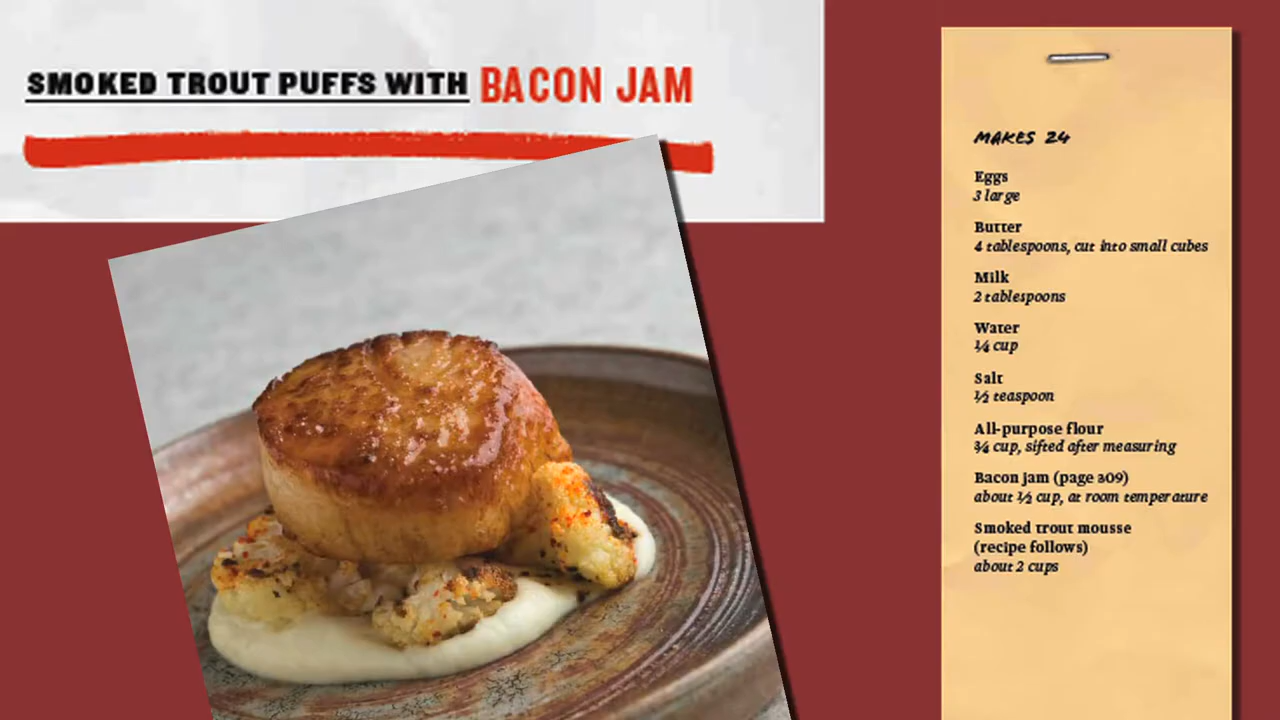 SMOKED TROUT PUFFS WITH BACON JAM
MAKES 24
Eggs
3 large
Butter
4 tablespoons, cut into small cubes
Milk
2 tablespoons
Water
¼ cup
Salt
½ teaspoon
All-purpose flour
¾ cup, sifted after measuring
Bacon jam (page 309)
about ½ cup, at room temperature
Smoked trout mousse
(recipe follows)
about 2 cups